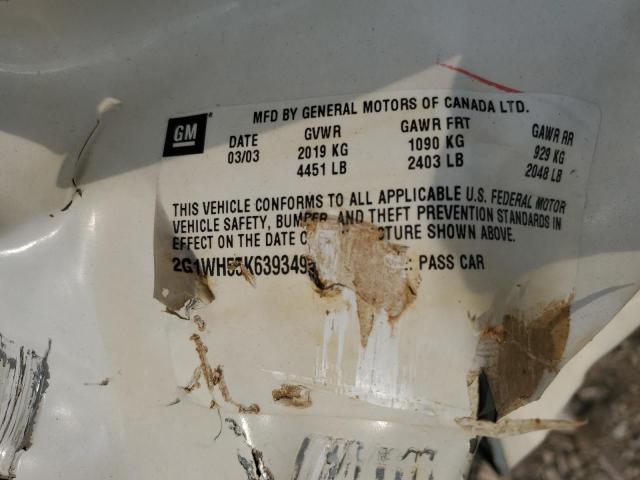 MFD BY GENERAL MOTORS OF CANADA LTD.
GM
DATE GVWR GAWR FRT GAWR RR
03/03 2019 KG 1090 KG 929 KG
4451 LB 2403 LB 2048 LB
THIS VEHICLE CONFORMS TO ALL APPLICABLE U.S. FEDERAL MOTOR
VEHICLE SAFETY, BUMPER, AND THEFT PREVENTION STANDARDS IN
EFFECT ON THE DATE CTURE SHOWN ABOVE.
2G1WH55K639349 : PASS CAR